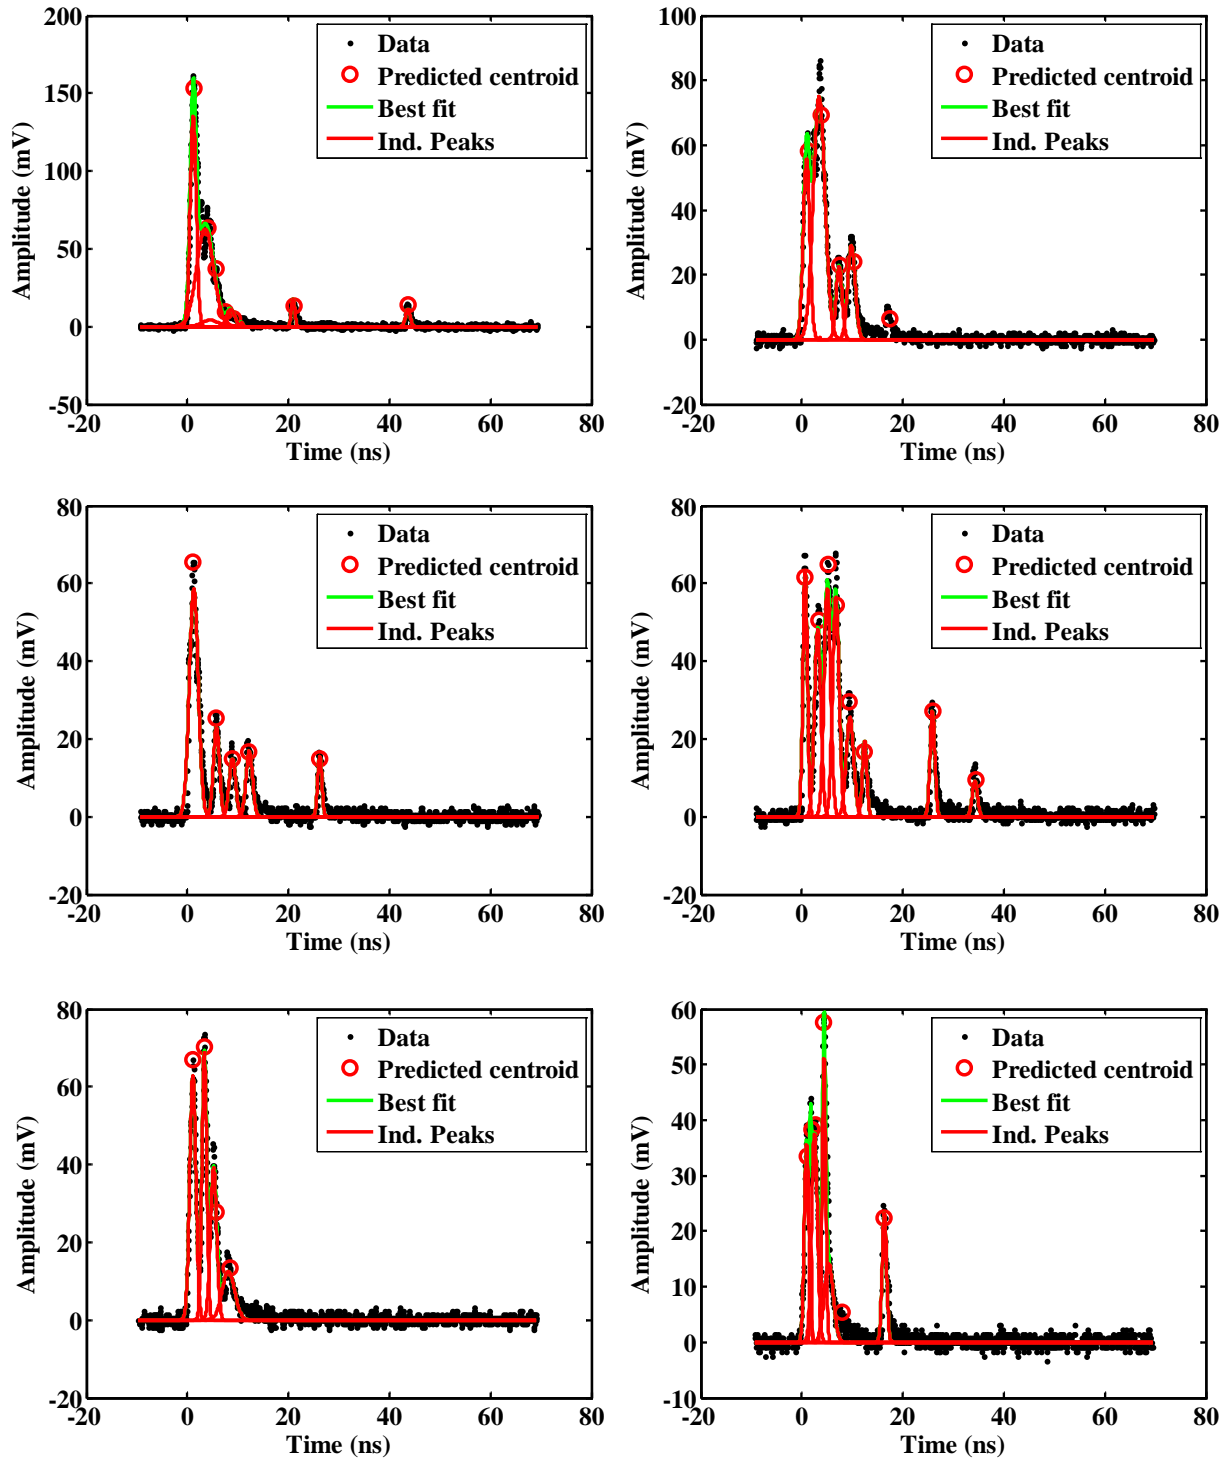 200
150
100
50
0
-50
-20 0 20 40 60 80
Time (ns)
Amplitude (mV)
Data
Predicted centroid
Best fit
Ind. Peaks
100
80
60
40
20
0
-20
-20 0 20 40 60 80
Time (ns)
Amplitude (mV)
Data
Predicted centroid
Best fit
Ind. Peaks
80
60
40
20
0
-20
-20 0 20 40 60 80
Time (ns)
Amplitude (mV)
Data
Predicted centroid
Best fit
Ind. Peaks
80
60
40
20
0
-20
-20 0 20 40 60 80
Time (ns)
Amplitude (mV)
Data
Predicted centroid
Best fit
Ind. Peaks
80
60
40
20
0
-20
-20 0 20 40 60 80
Time (ns)
Amplitude (mV)
Data
Predicted centroid
Best fit
Ind. Peaks
60
50
40
30
20
10
0
-10
-20 0 20 40 60 80
Time (ns)
Amplitude (mV)
Data
Predicted centroid
Best fit
Ind. Peaks